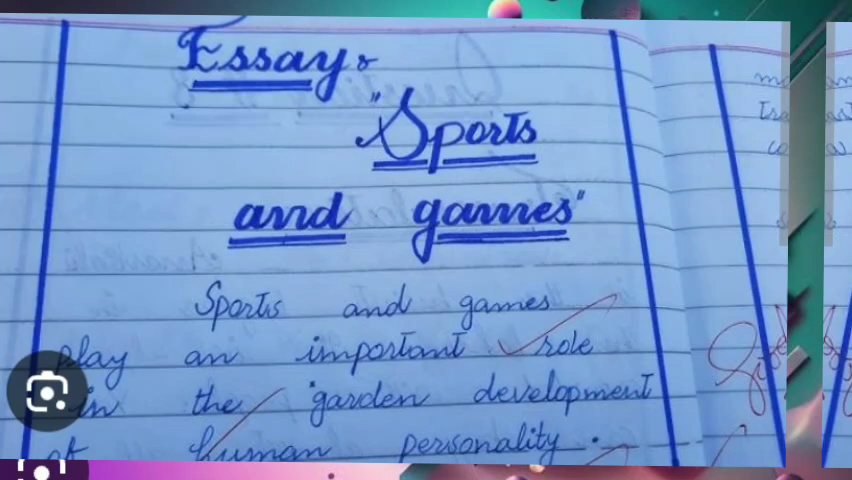 Essay:
"Sports
and games"
Sports and games
play an important role
in the garden development
of human personality.